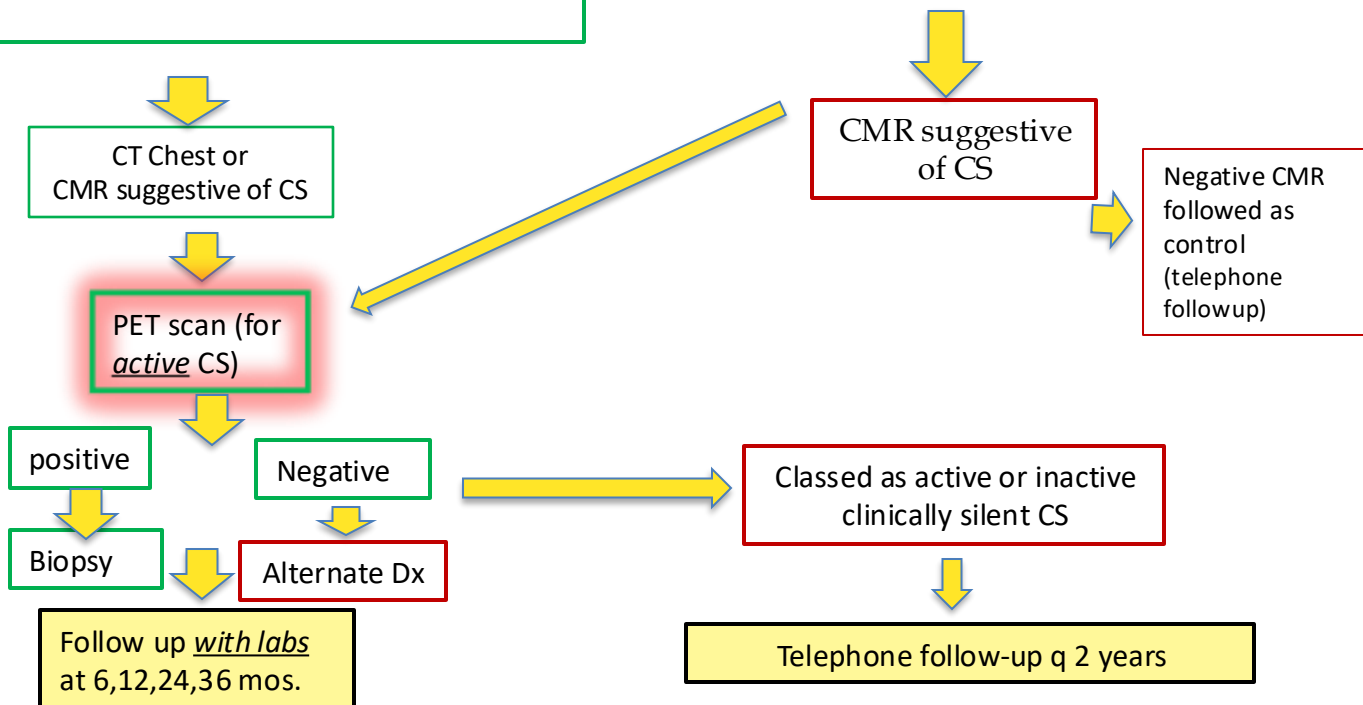 CT Chest or
CMR suggestive of CS
CMR suggestive
of CS
Negative CMR
followed as
control
(telephone
followup)
PET scan (for
active CS)
positive
Negative
Classed as active or inactive
clinically silent CS
Biopsy
Alternate Dx
Follow up with labs
at 6,12,24,36 mos.
Telephone follow-up q 2 years